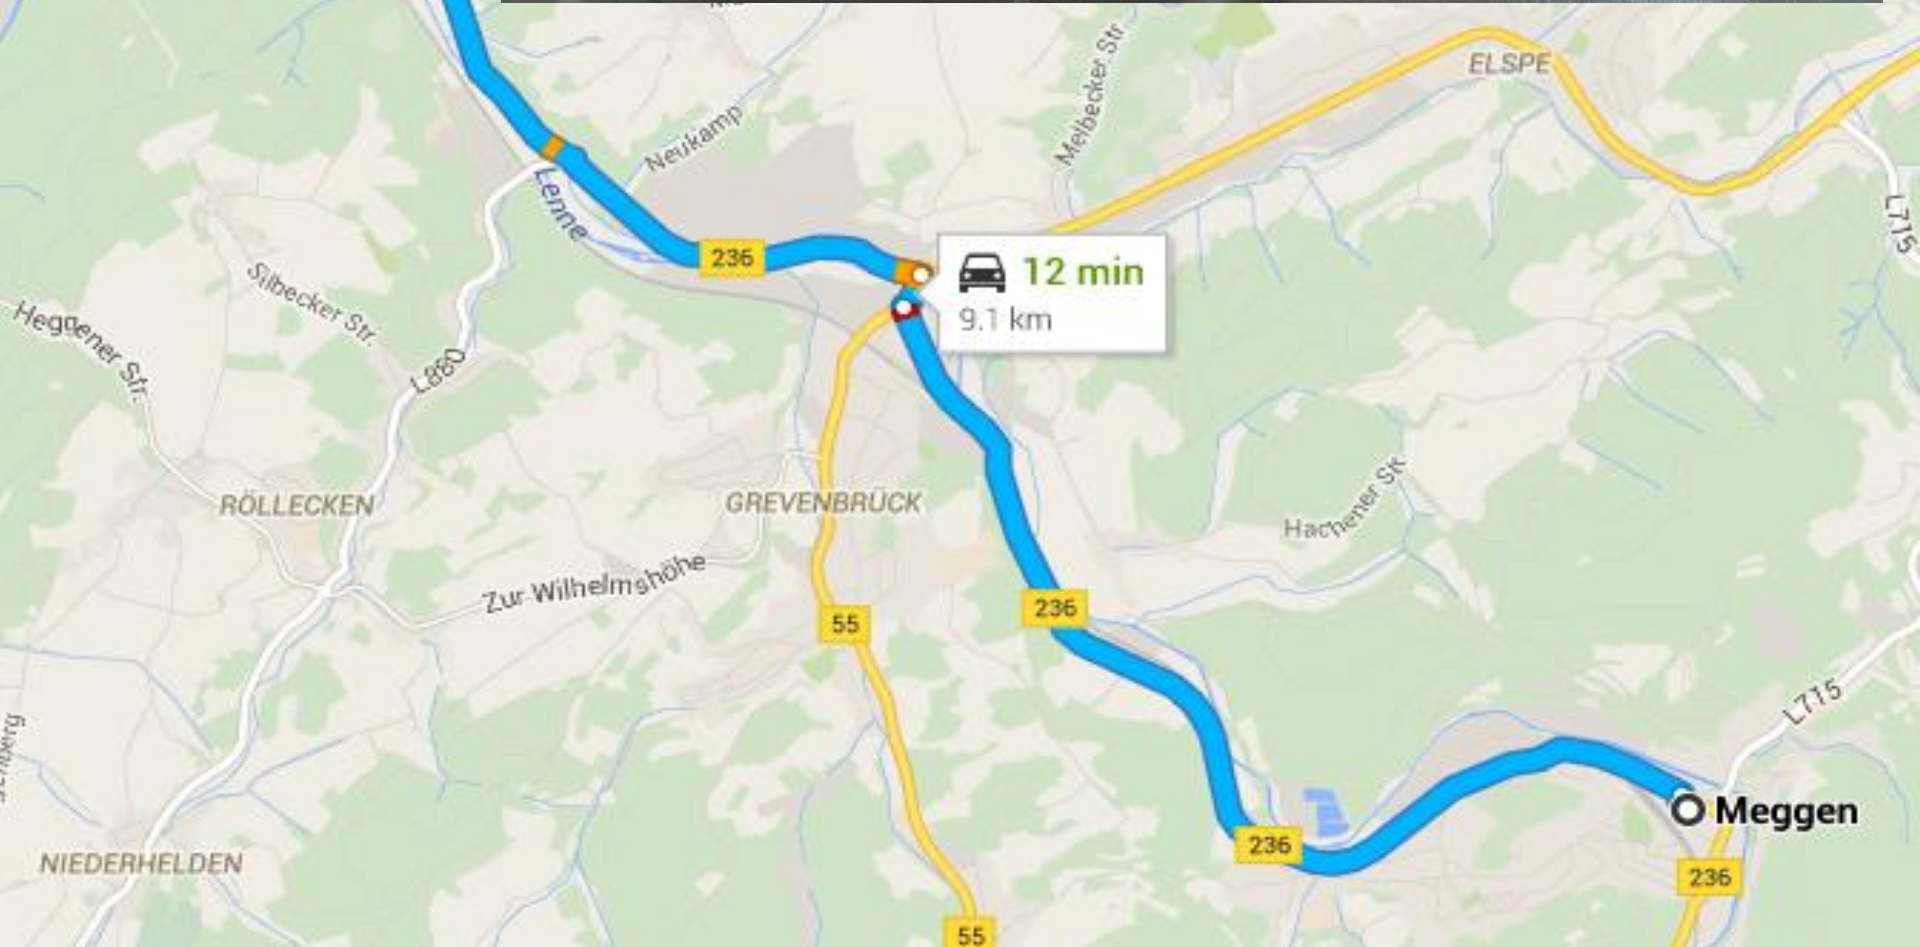 ELSPE
Melbecker Str.
Neukamp
Lenne
L715
236
12 min
9.1 km
Silbecker Str.
Heggener Str.
L880
RÖLLECKEN
GREVENBRÜCK
Hachener Str.
Zur Wilhelmshöhe
236
55
L715
Meggen
236
NIEDERHELDEN
236
55